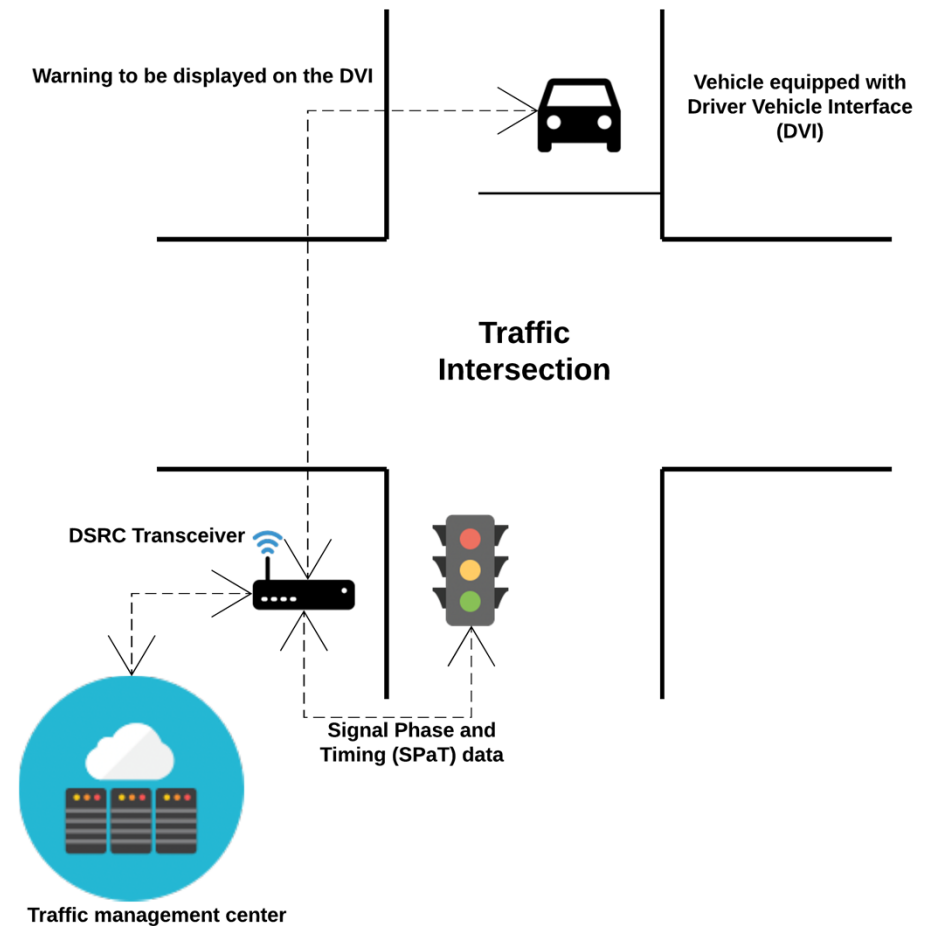 Warning to be displayed on the DVI
Vehicle equipped with
Driver Vehicle Interface
(DVI)
Traffic
Intersection
DSRC Transceiver
Signal Phase and
Timing (SPaT) data
Traffic management center